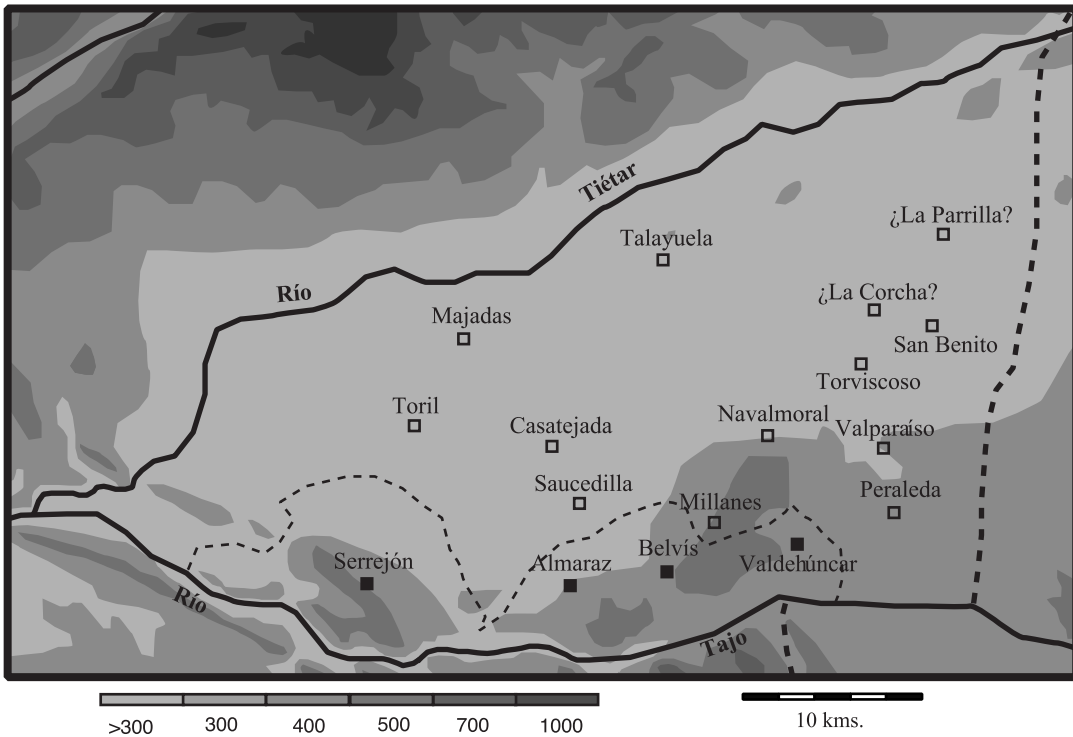 Tiétar
¿La Parrilla?
Talayuela
Río
¿La Corcha?
Majadas
San Benito
Torviscoso
Toril
Navalmoral
Casatejada
Valparaíso
Saucedilla
Peraleda
Millanes
Belvís
Serrejón
Almaraz
Valdehúncar
Río
Tajo
>300 300 400 500 700 1000
10 kms.